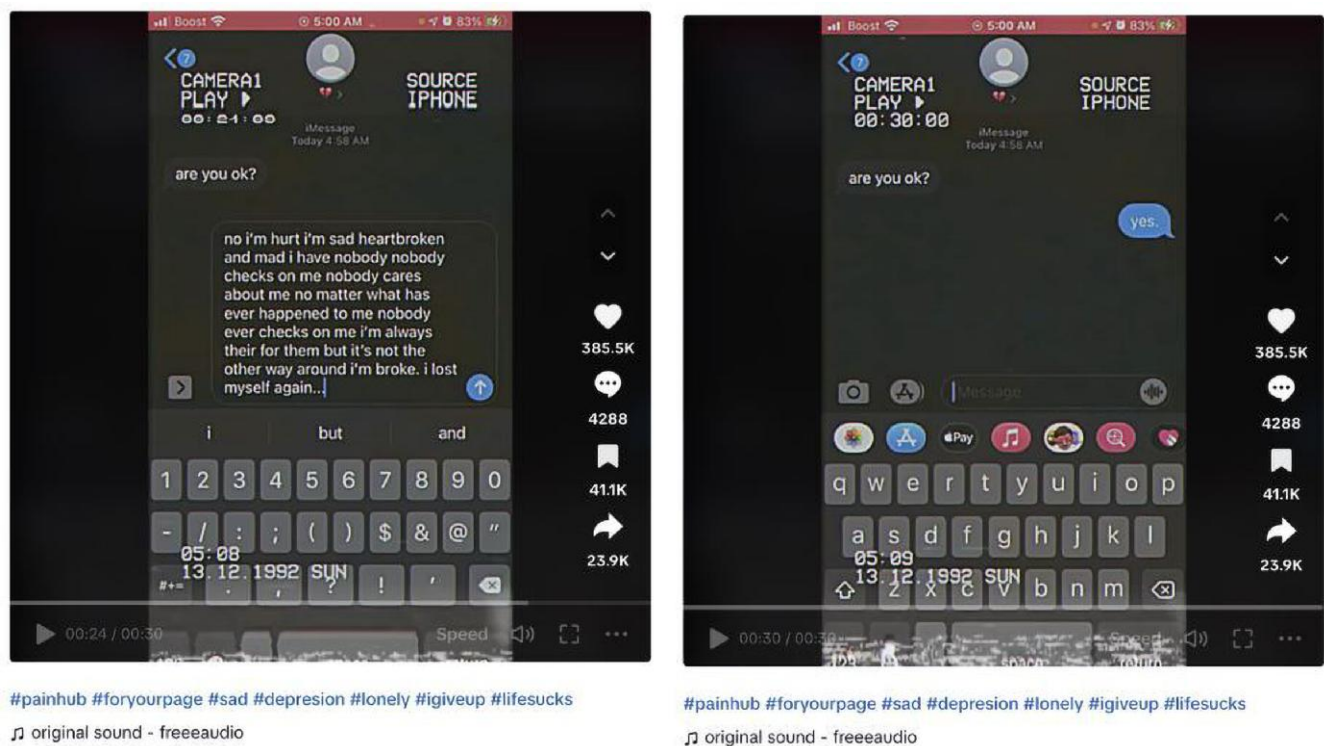 Boost 5:00 AM 83%
7
CAMERA1
PLAY
SOURCE
IPHONE
iMessage
Today 4:58 AM
are you ok?
no i'm hurt i'm sad heartbroken
and mad i have nobody nobody
checks on me nobody cares
about me no matter what has
ever happened to me nobody
ever checks on me i'm always
their for them but it's not the
other way around i'm broke. i lost
myself again...
i but and
1 2 3 4 5 6 7 8 9 0
- / : ; ( ) $ & @ "
#+= . , ? ! '
05:08
13.12.1992 SUN
00:24 / 00:30 Speed
385.5K
4288
41.1K
23.9K
#painhub #foryourpage #sad #depresion #lonely #igiveup #lifesucks
original sound - freeeaudio
Boost 5:00 AM 83%
7
CAMERA1
PLAY
00:30:00
SOURCE
IPHONE
iMessage
Today 4:58 AM
are you ok?
yes.
Message
Pay
q w e r t y u i o p
a s d f g h j k l
z x c v b n m
05:09
13.12.1992 SUN
00:30 / 00:30 Speed
385.5K
4288
41.1K
23.9K
#painhub #foryourpage #sad #depresion #lonely #igiveup #lifesucks
original sound - freeeaudio